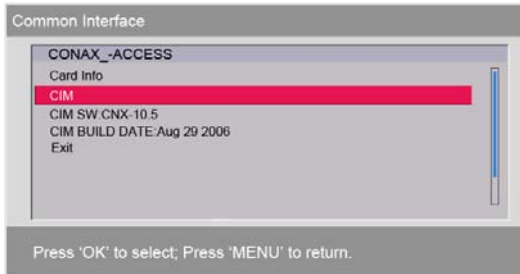 Common Interface
CONAX_-ACCESS
Card Info
CIM
CIM SW:CNX-10.5
CIM BUILD DATE:Aug 29 2006
Exit
Press 'OK' to select; Press 'MENU' to return.